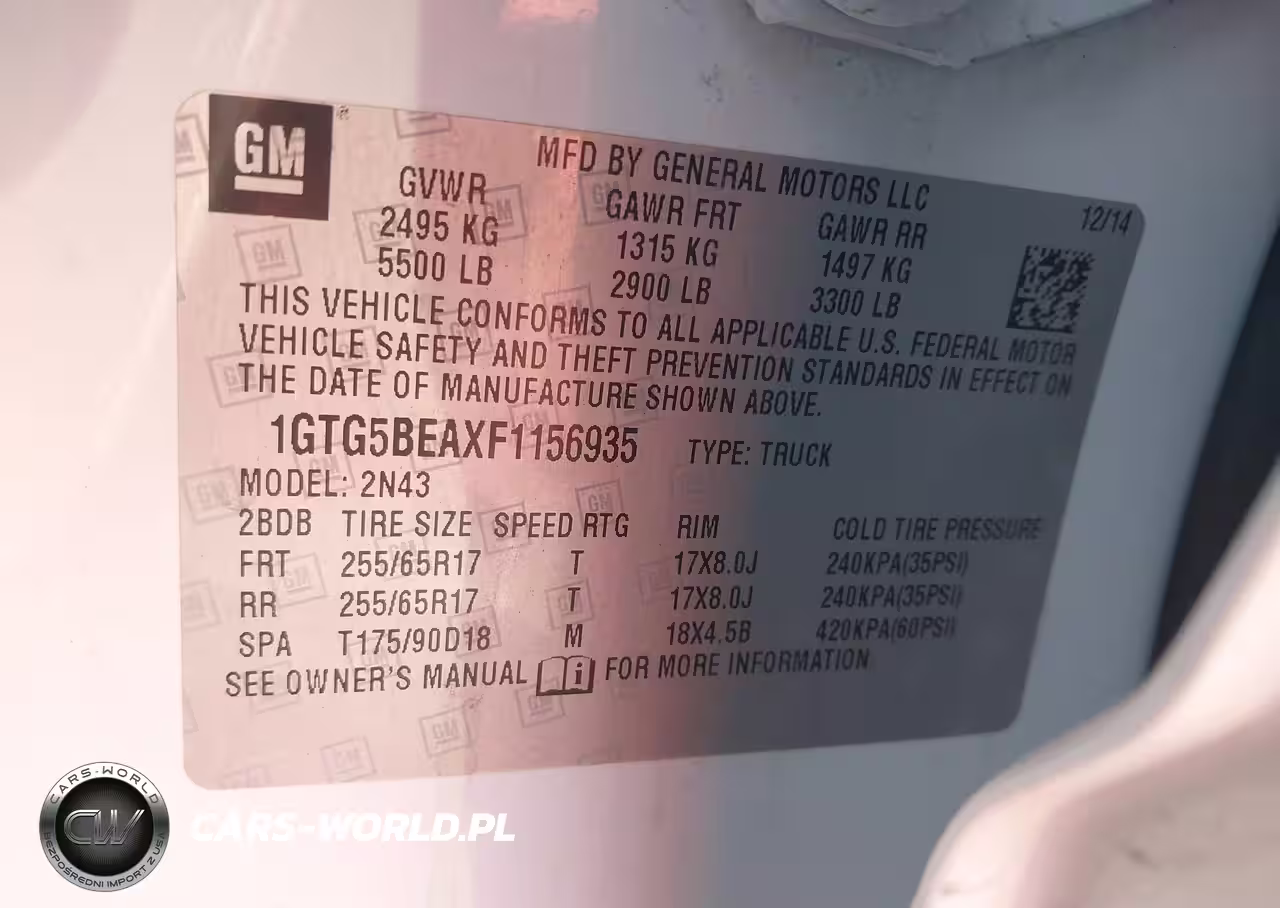 GM
MFD BY GENERAL MOTORS LLC
12/14
GVWR GAWR FRT GAWR RR
2495 KG 1315 KG 1497 KG
5500 LB 2900 LB 3300 LB
THIS VEHICLE CONFORMS TO ALL APPLICABLE U.S. FEDERAL MOTOR
VEHICLE SAFETY AND THEFT PREVENTION STANDARDS IN EFFECT ON
THE DATE OF MANUFACTURE SHOWN ABOVE.
1GTG5BEAXF1156935 TYPE: TRUCK
MODEL: 2N43
2BDB TIRE SIZE SPEED RTG RIM COLD TIRE PRESSURE
FRT 255/65R17 T 17X8.0J 240KPA(35PSI)
RR 255/65R17 T 17X8.0J 240KPA(35PSI)
SPA T175/90D18 M 18X4.5B 420KPA(60PSI)
SEE OWNER'S MANUAL i FOR MORE INFORMATION
CARS-WORLD
CW
BEZPOŚREDNI IMPORT Z USA
CARS-WORLD.PL